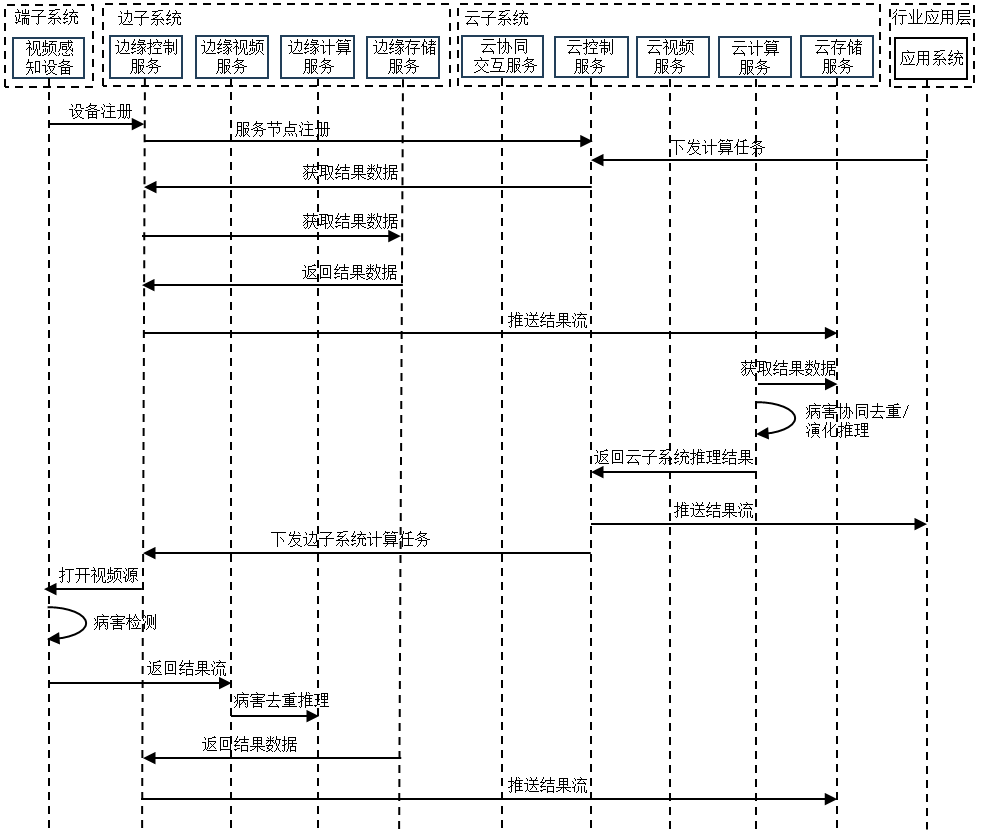 端子系统
边子系统
云子系统
行业应用层
视频感
知设备
边缘控制
服务
边缘视频
服务
边缘计算
服务
边缘存储
服务
云协同
交互服务
云控制
服务
云视频
服务
云计算
服务
云存储
服务
应用系统
设备注册
服务节点注册
下发计算任务
获取结果数据
获取结果数据
返回结果数据
推送结果流
获取结果数据
病害协同去重/
演化推理
返回云子系统推理结果
推送结果流
下发边子系统计算任务
打开视频源
病害检测
返回结果流
病害去重推理
返回结果数据
推送结果流